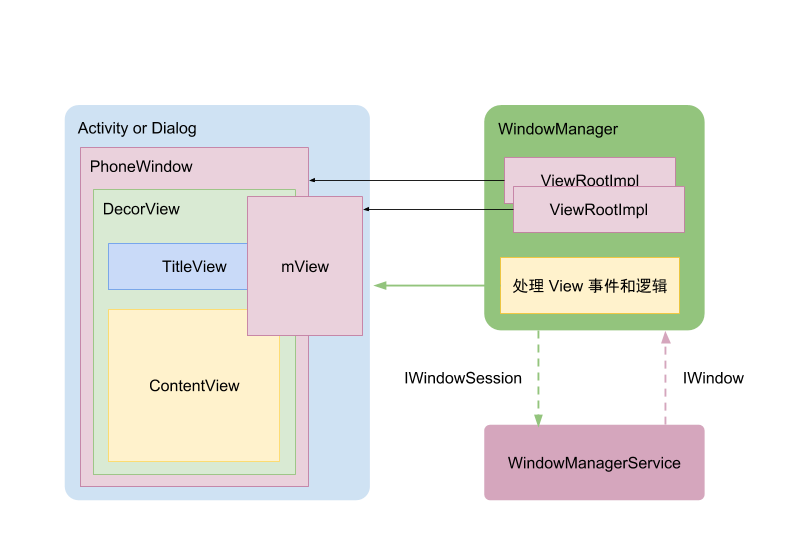 Activity or Dialog
PhoneWindow
DecorView
TitleView
mView
ContentView
WindowManager
ViewRootImpl
ViewRootImpl
处理 View 事件和逻辑
IWindowSession
IWindow
WindowManagerService